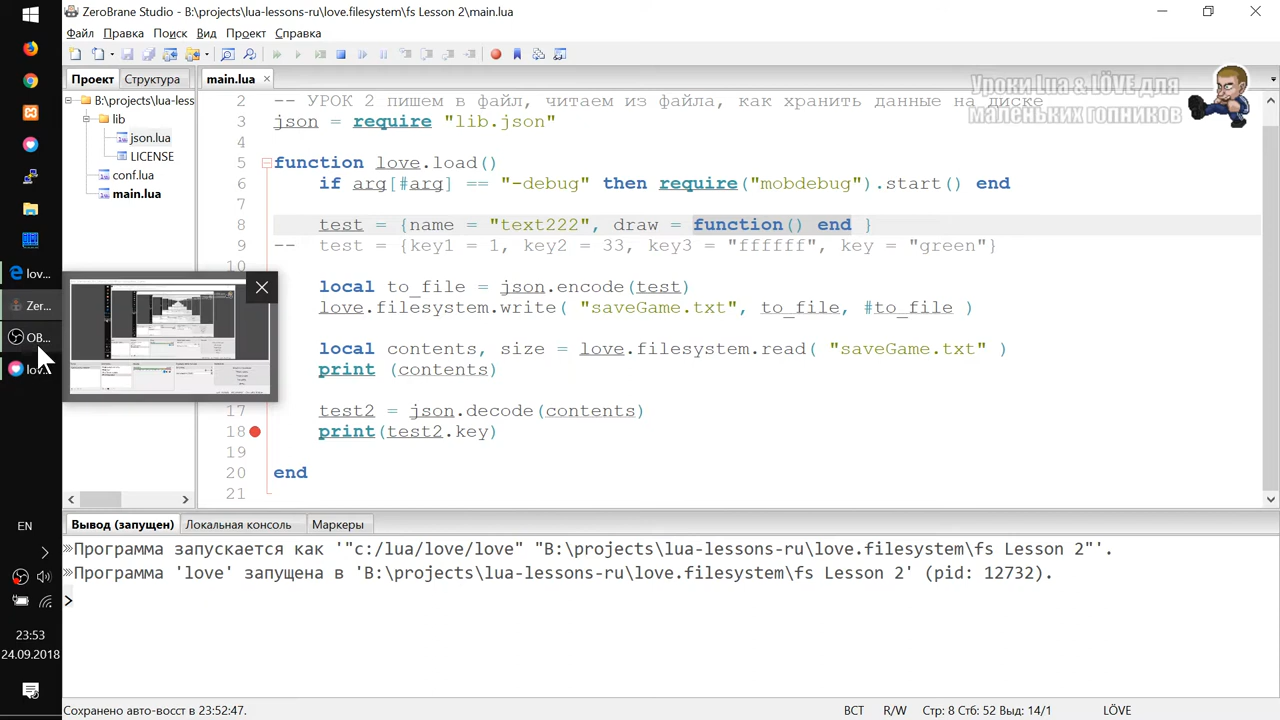 ZeroBrane Studio - B:\projects\lua-lessons-ru\love.filesystem\fs Lesson 2\main.lua
Файл Правка Поиск Вид Проект Справка
Проект Структура
main.lua
Уроки Lua & LÖVE для
маленьких гопников
B:\projects\lua-less
lib
json.lua
LICENSE
conf.lua
main.lua
2 -- УРОК 2 пишем в файл, читаем из файла, как хранить данные на диске
3 json = require "lib.json"
4
5 function love.load()
6 if arg[#arg] == "-debug" then require("mobdebug").start() end
7
8 test = {name = "text222", draw = function() end }
9 -- test = {key1 = 1, key2 = 33, key3 = "ffffff", key = "green"}
10
local to_file = json.encode(test)
love.filesystem.write( "saveGame.txt", to_file, #to_file )
local contents, size = love.filesystem.read( "saveGame.txt" )
print (contents)
17 test2 = json.decode(contents)
18 print(test2.key)
19
20 end
21
lov...
Zer...
OB...
lov...
Вывод (запущен) Локальная консоль Маркеры
Программа запускается как '"c:/lua/love/love" "B:\projects\lua-lessons-ru\love.filesystem\fs Lesson 2"'.
Программа 'love' запущена в 'B:\projects\lua-lessons-ru\love.filesystem\fs Lesson 2' (pid: 12732).
>
EN
23:53
24.09.2018
Сохранено авто-восст в 23:52:47.
ВСТ R/W Стр: 8 Стб: 52 Выд: 14/1 LÖVE